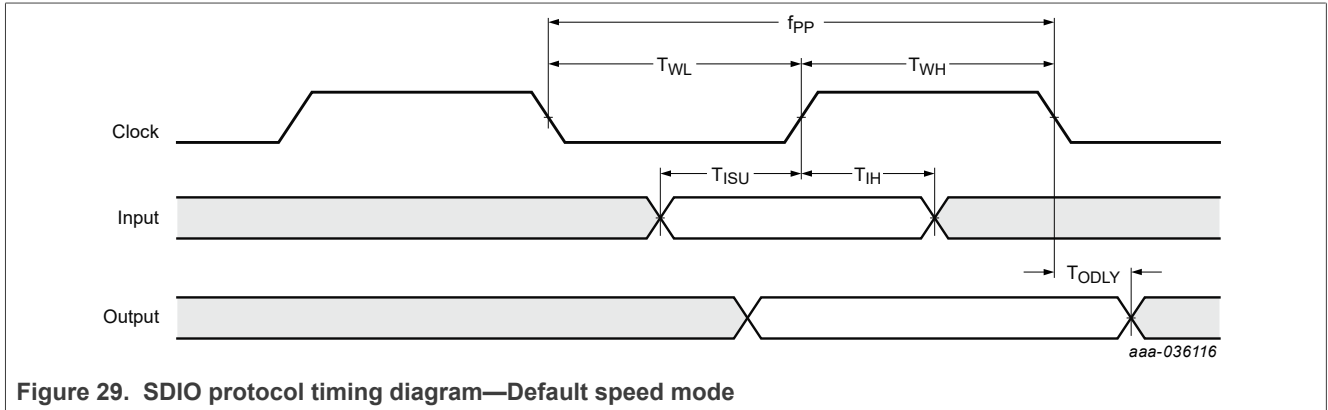 fPP
TWL
TWH
Clock
TISU
TIH
Input
TODLY
Output
aaa-036116
Figure 29. SDIO protocol timing diagram—Default speed mode